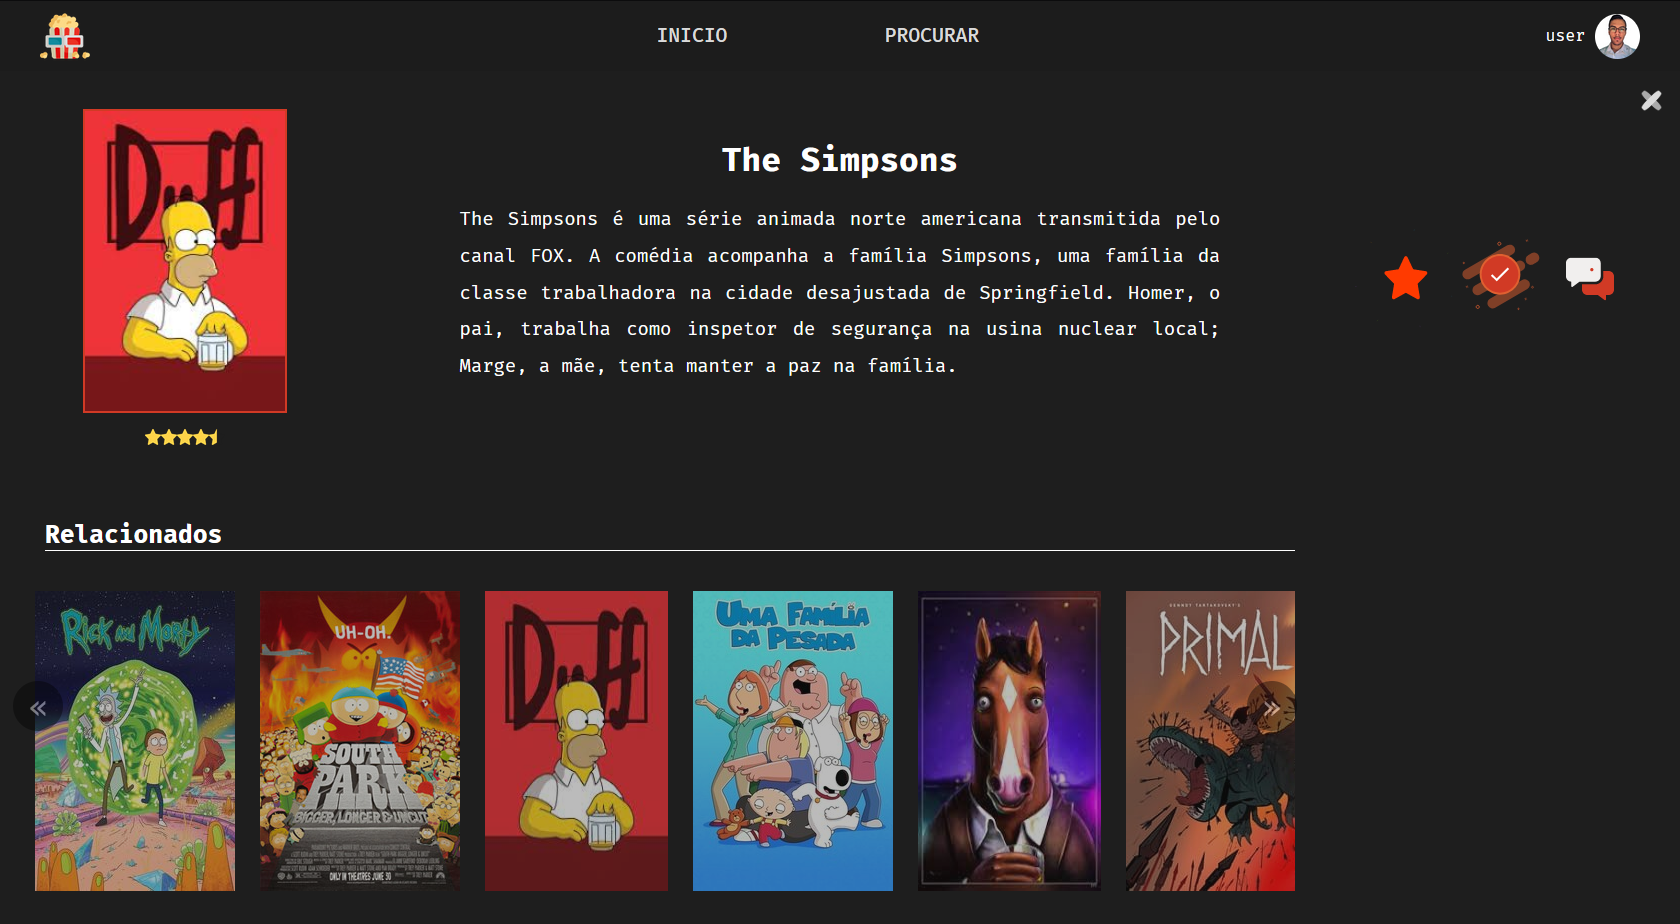 INICIO PROCURAR user
Duff
The Simpsons
The Simpsons é uma série animada norte americana transmitida pelo
canal FOX. A comédia acompanha a família Simpsons, uma família da
classe trabalhadora na cidade desajustada de Springfield. Homer, o
pai, trabalha como inspetor de segurança na usina nuclear local;
Marge, a mãe, tenta manter a paz na família.
Relacionados
Rick and Morty
UH-OH.
SOUTH
PARK
BIGGER, LONGER & UNCUT
ONLY IN THEATRES JUNE 30
Duff
UMA FAMÍLIA
DA PESADA
GENNDY TARTAKOVSKY'S
PRIMAL
«
»